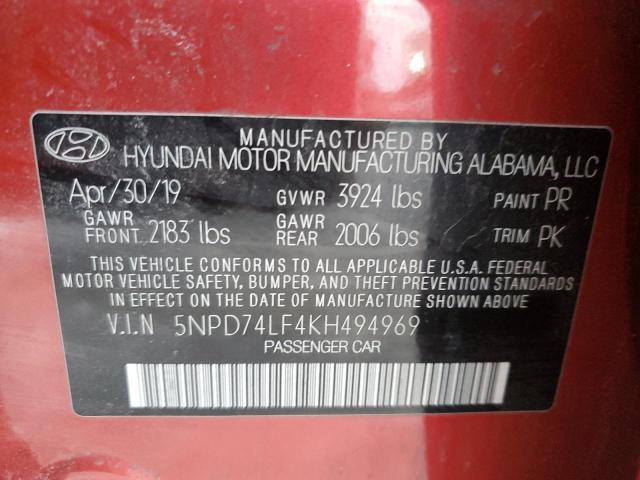 MANUFACTURED BY
HYUNDAI MOTOR MANUFACTURING ALABAMA, LLC
Apr/30/19 GVWR 3924 lbs PAINT PR
GAWR FRONT 2183 lbs GAWR REAR 2006 lbs TRIM PK
THIS VEHICLE CONFORMS TO ALL APPLICABLE U.S.A. FEDERAL
MOTOR VEHICLE SAFETY, BUMPER, AND THEFT PREVENTION STANDARDS
IN EFFECT ON THE DATE OF MANUFACTURE SHOWN ABOVE.
V.I.N 5NPD74LF4KH494969
PASSENGER CAR